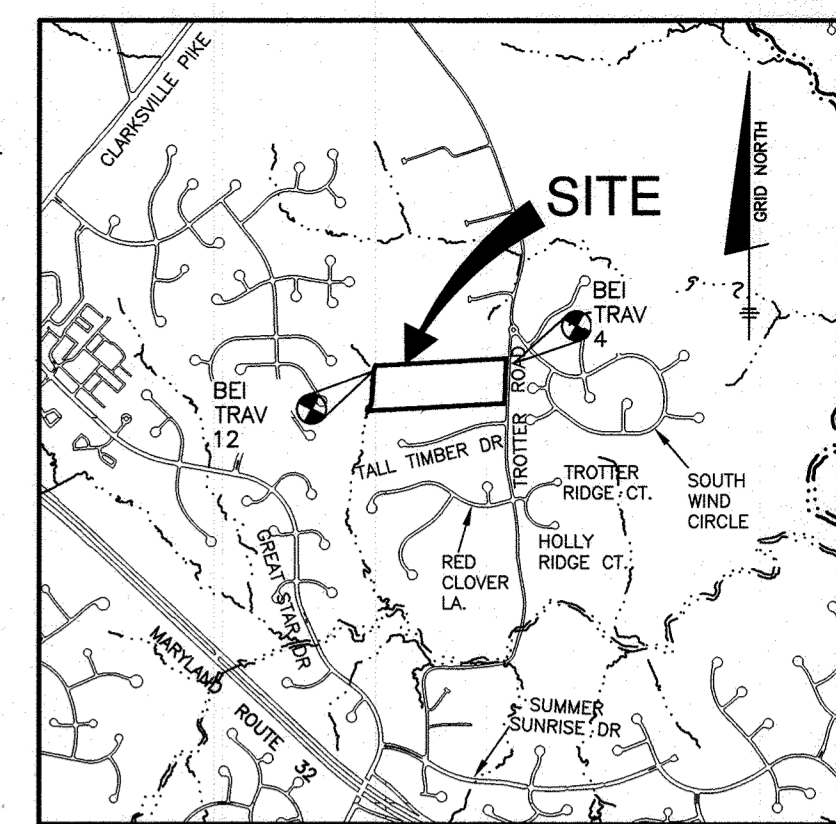 CLARKSVILLE PIKE
SITE
GRID NORTH
BEI
TRAV
4
BEI
TRAV
12
TROTTER ROAD
TALL TIMBER DR
TROTTER
RIDGE CT.
SOUTH
WIND
CIRCLE
RED
CLOVER
LA.
HOLLY
RIDGE CT.
GREAT STAR DR
MARYLAND
ROUTE 32
SUMMER
SUNRISE DR